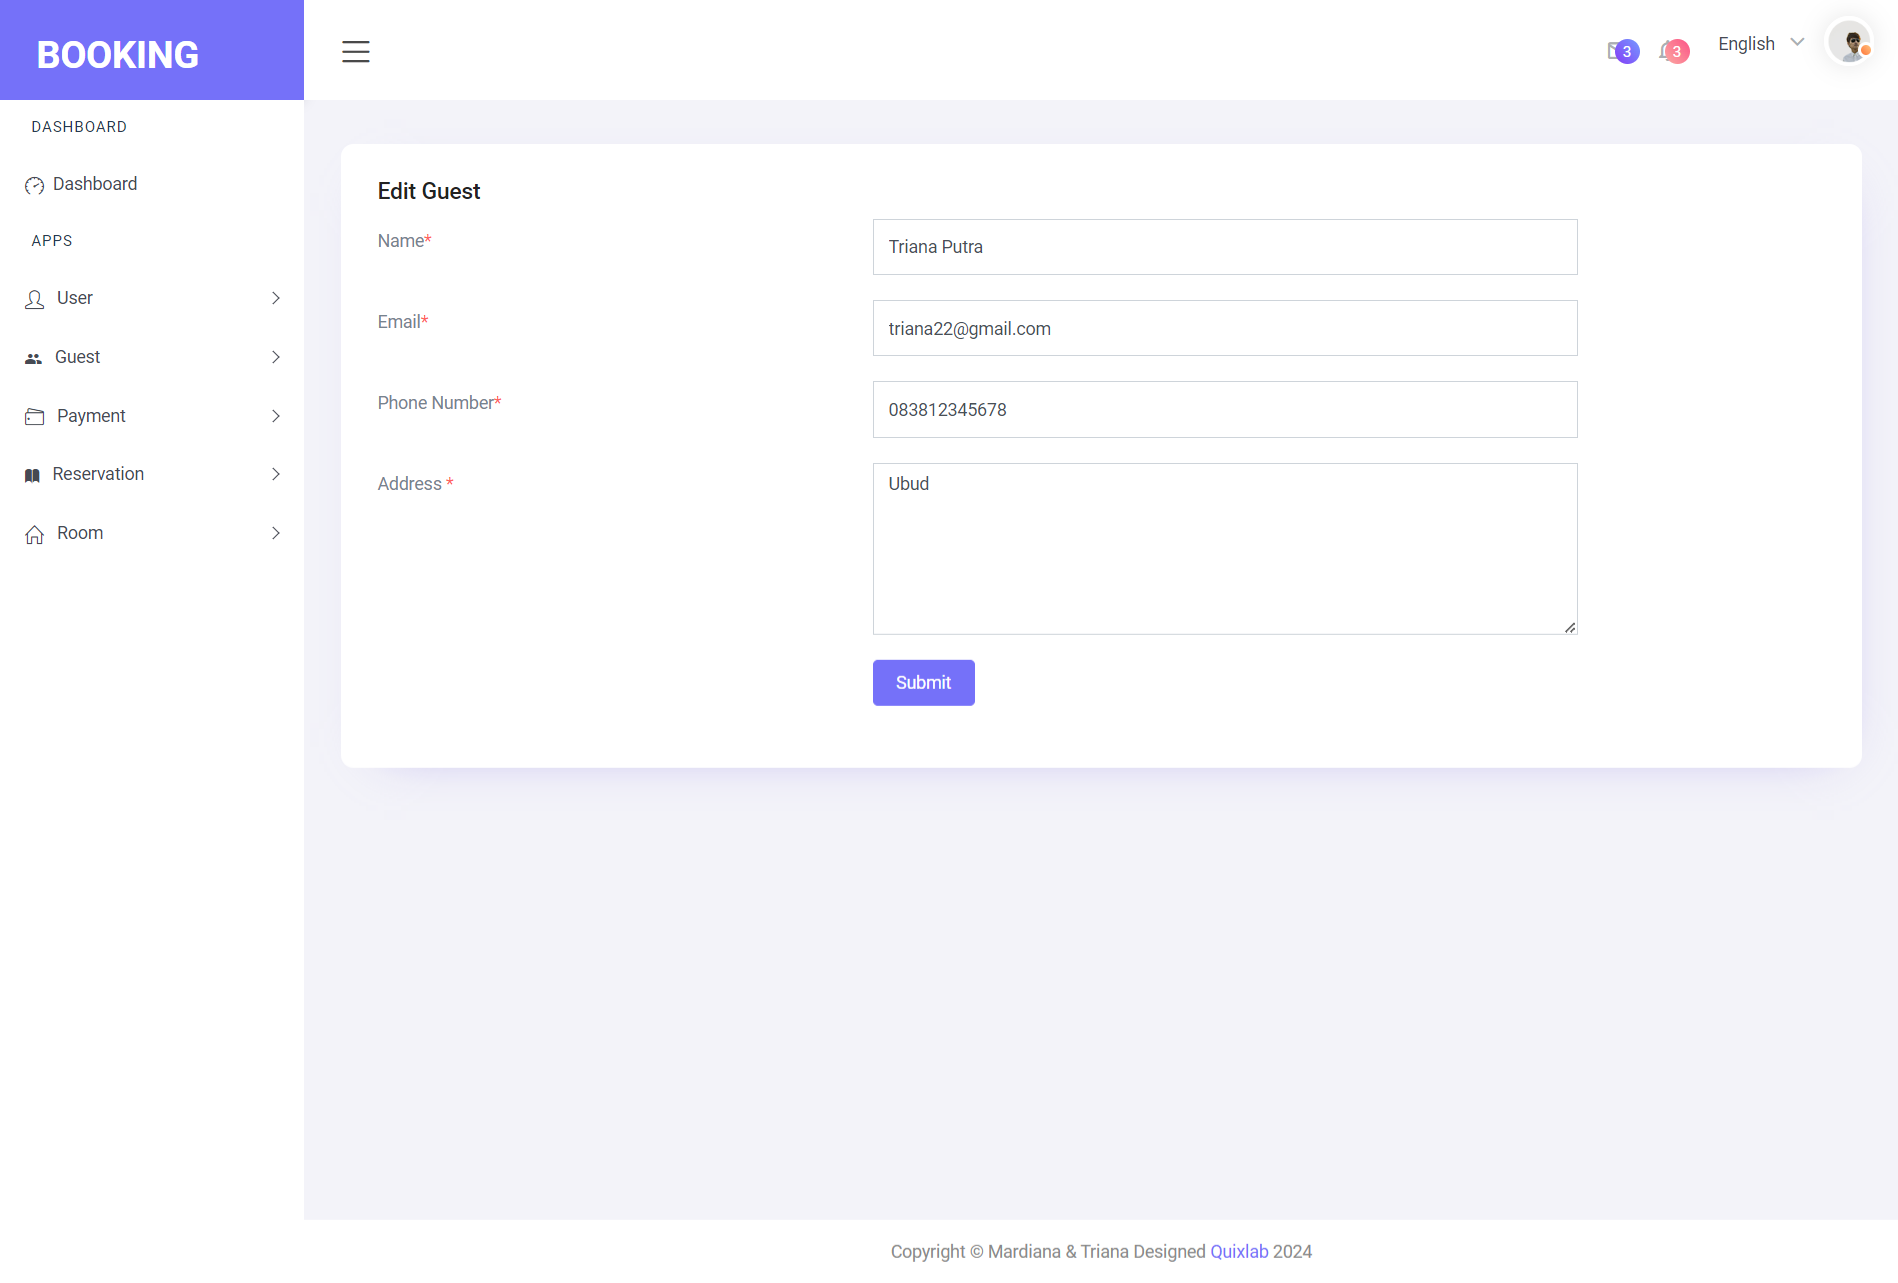 BOOKING
3
3
English
DASHBOARD
Dashboard
APPS
User
Guest
Payment
Reservation
Room
Edit Guest
Name*
Triana Putra
Email*
triana22@gmail.com
Phone Number*
083812345678
Address *
Ubud
Submit
Copyright © Mardiana & Triana Designed Quixlab 2024